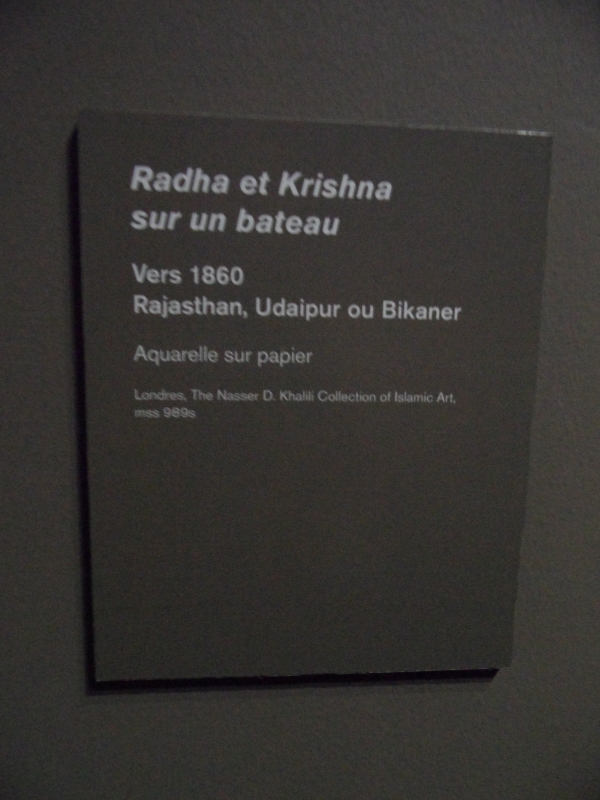 Radha et Krishna
sur un bateau
Vers 1860
Rajasthan, Udaipur ou Bikaner
Aquarelle sur papier
Londres, The Nasser D. Khalili Collection of Islamic Art,
mss 989s